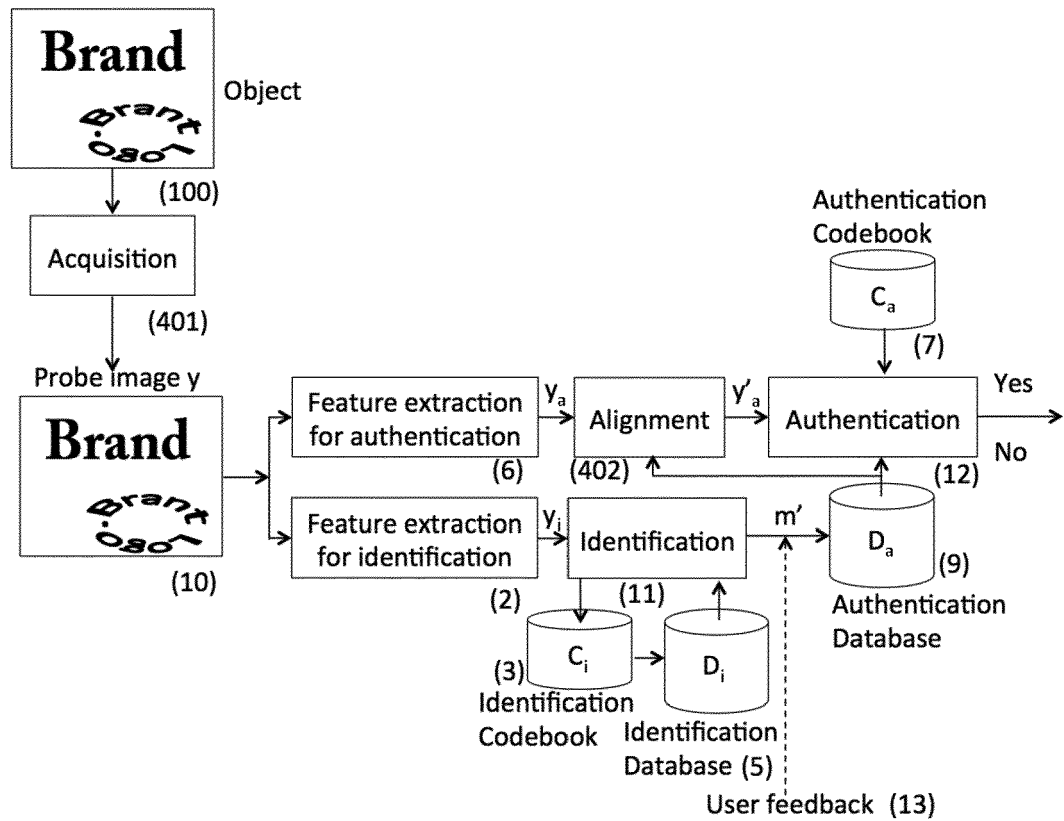 Brand
Brant
Logo.
Object
(100)
Acquisition
(401)
Probe image y
Brand
Brant
Logo.
(10)
Feature extraction
for authentication
(6)
yₐ
Alignment
(402)
y'ₐ
Authentication
Codebook
Cₐ
(7)
Authentication
(12)
Yes
No
Feature extraction
for identification
(2)
yᵢ
Identification
(11)
m'
Dₐ
(9)
Authentication
Database
Cᵢ
(3)
Identification
Codebook
Dᵢ
Identification
Database (5)
User feedback (13)